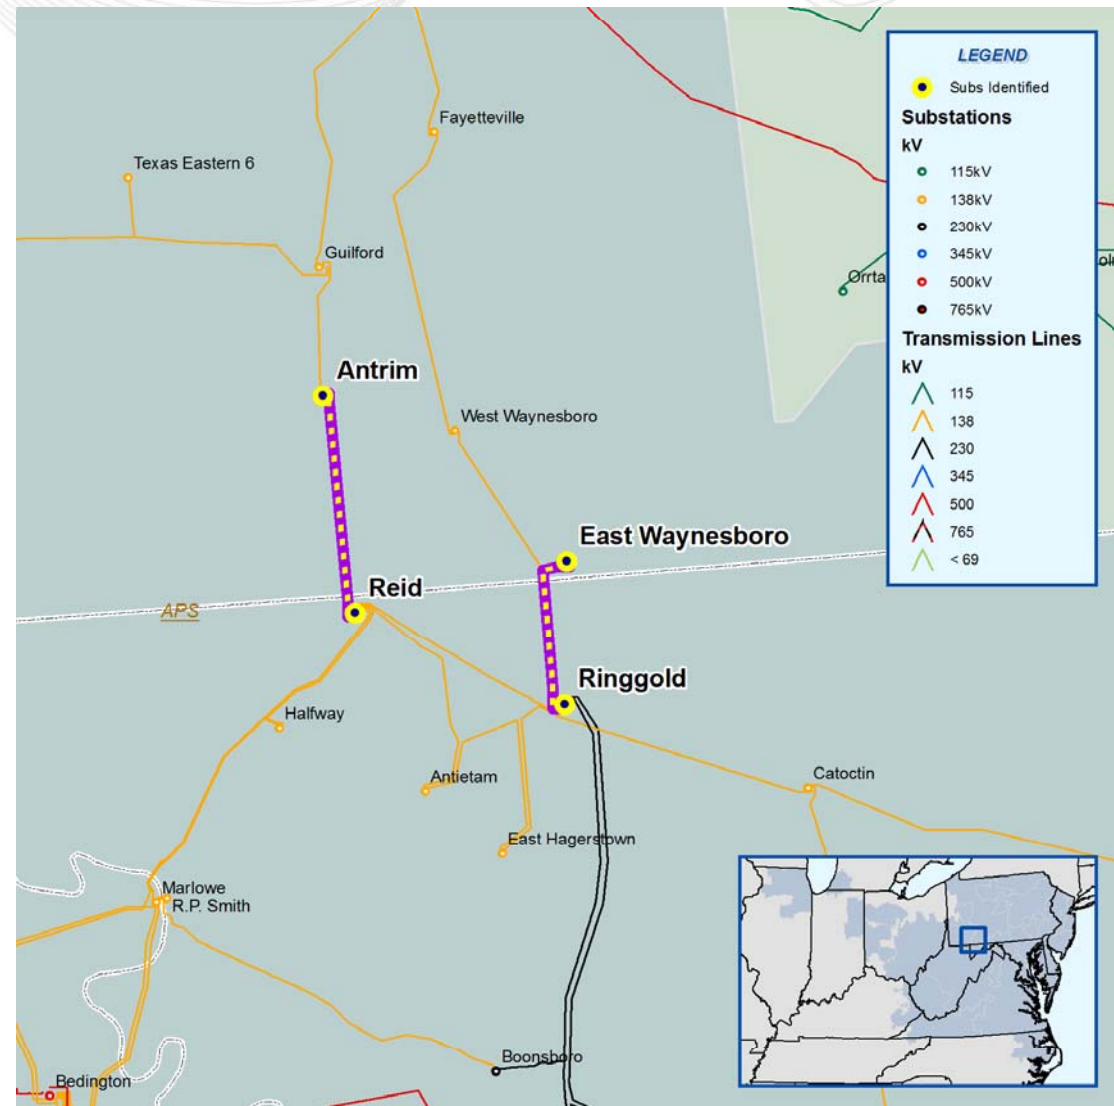 Fayetteville
Texas Eastern 6
Guilford
Orrta
Antrim
West Waynesboro
East Waynesboro
Reid
APS
Ringgold
Halfway
Catoctin
Antietam
East Hagerstown
Marlowe
R.P. Smith
Boonsboro
Bedington
LEGEND
Subs Identified
Substations
kV
115kV
138kV
230kV
345kV
500kV
765kV
Transmission Lines
kV
115
138
230
345
500
765
< 69